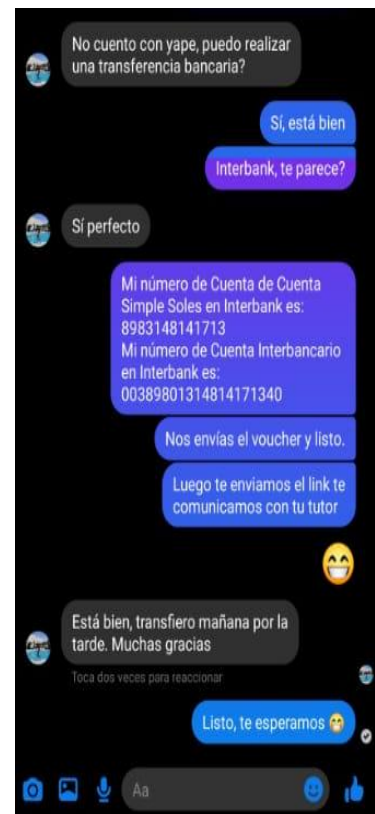 No cuento con yape, puedo realizar
una transferencia bancaria?
Sí, está bien
Interbank, te parece?
Sí perfecto
Mi número de Cuenta de Cuenta
Simple Soles en Interbank es:
8983148141713
Mi número de Cuenta Interbancario
en Interbank es:
00389801314814171340
Nos envías el voucher y listo.
Luego te enviamos el link te
comunicamos con tu tutor
😁
Está bien, transfiero mañana por la
tarde. Muchas gracias
Toca dos veces para reaccionar
Listo, te esperamos 😁
Aa